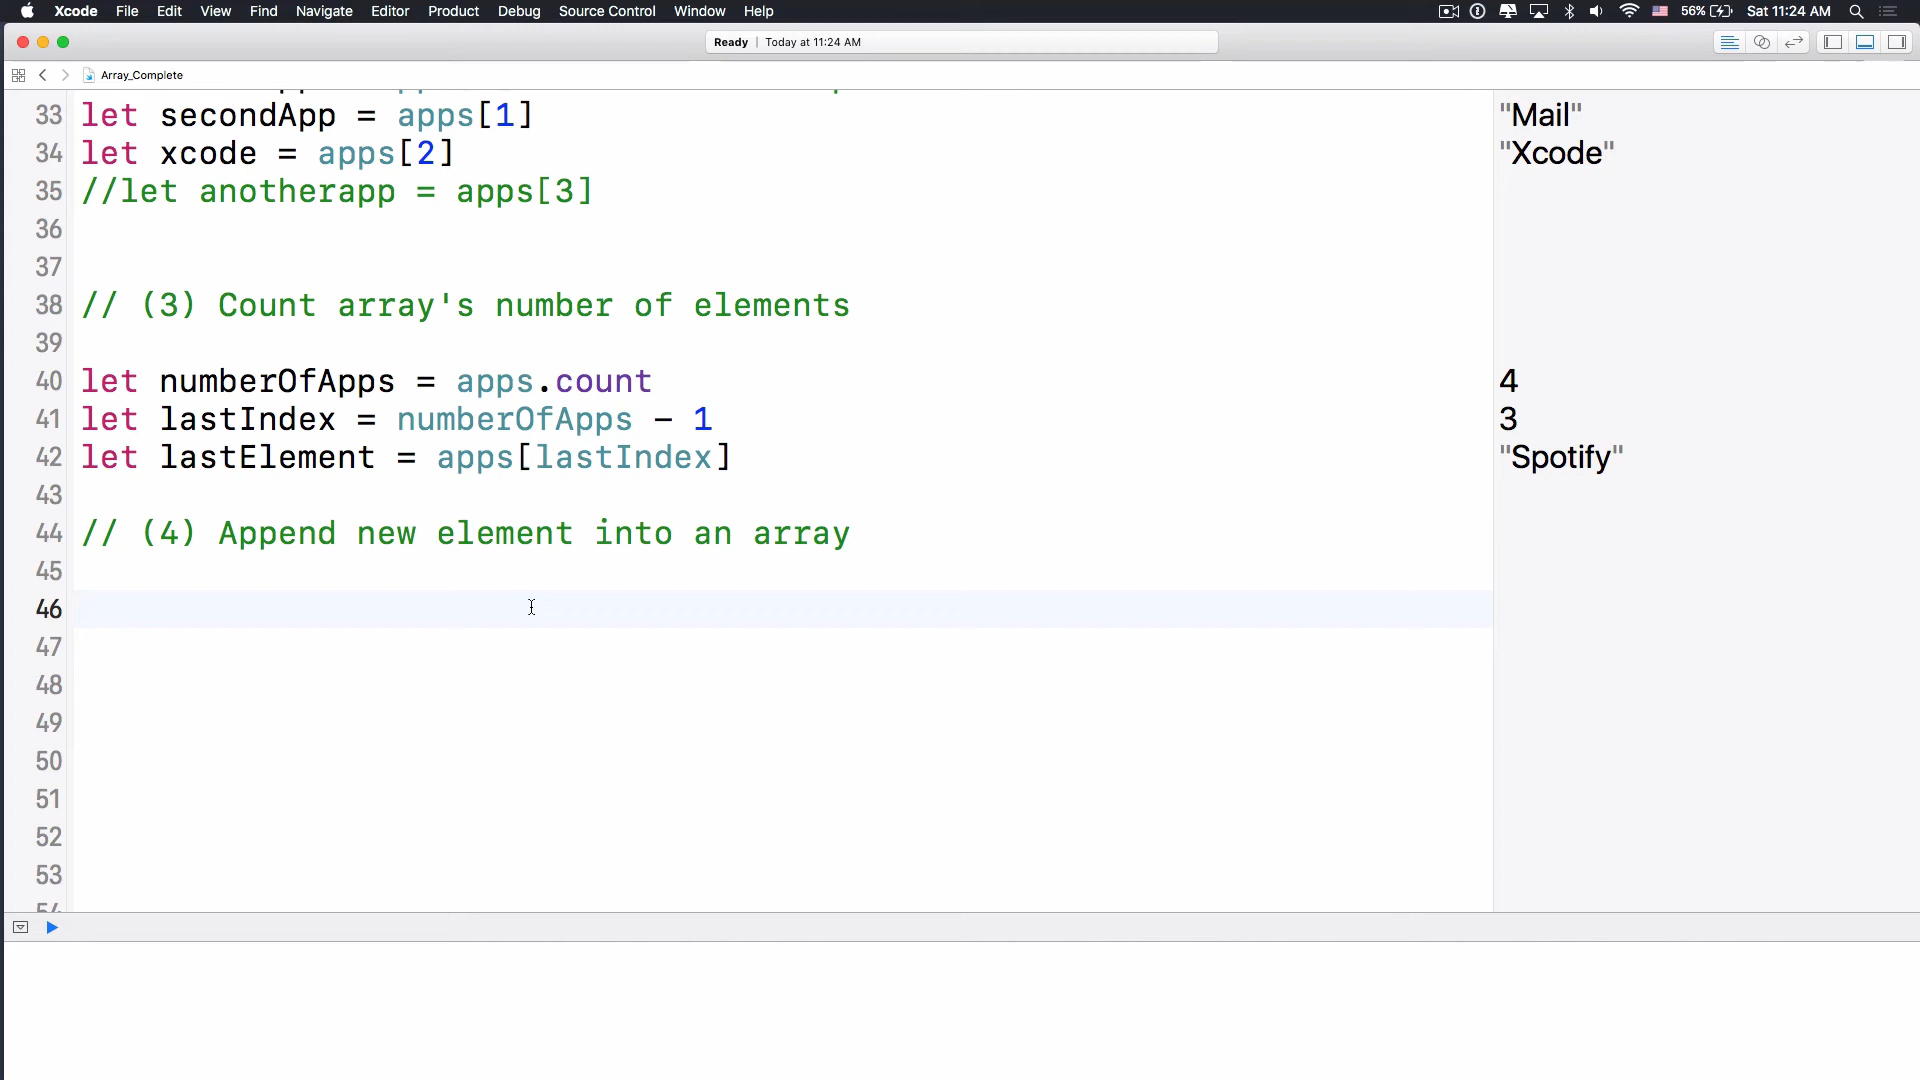 Xcode File Edit View Find Navigate Editor Product Debug Source Control Window Help 56% Sat 11:24 AM
Ready | Today at 11:24 AM
Array_Complete
33 let secondApp = apps[1] "Mail"
34 let xcode = apps[2] "Xcode"
35 //let anotherapp = apps[3]
36
37
38 // (3) Count array's number of elements
39
40 let numberOfApps = apps.count 4
41 let lastIndex = numberOfApps - 1 3
42 let lastElement = apps[lastIndex] "Spotify"
43
44 // (4) Append new element into an array
45
46
47
48
49
50
51
52
53
54